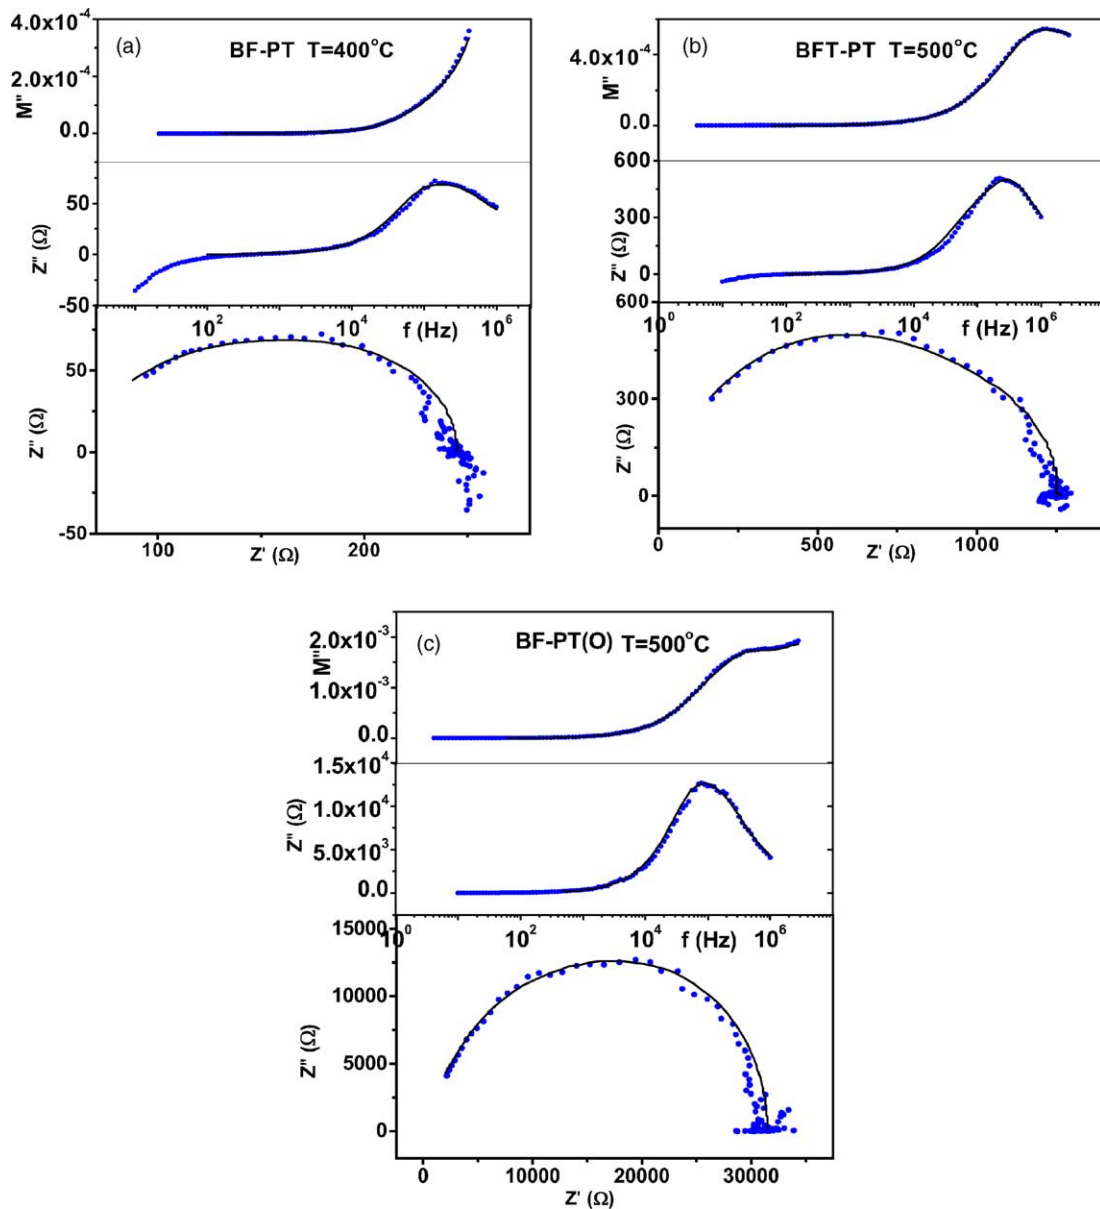 4.0x10⁻⁴
(a)
BF-PT T=400°C
2.0x10⁻⁴
M''
0.0
50
Z'' (Ω)
0
-50
10²
10⁴
f (Hz)
10⁶
50
Z'' (Ω)
0
-50
100
Z' (Ω)
200
(b)
BFT-PT T=500°C
4.0x10⁻⁴
M''
0.0
600
300
Z'' (Ω)
0
600
10⁰
10²
10⁴
f (Hz)
10⁶
300
Z'' (Ω)
0
0
500
Z' (Ω)
1000
2.0x10⁻³
(c)
BF-PT(O) T=500°C
M''
1.0x10⁻³
0.0
1.5x10⁴
1.0x10⁴
Z'' (Ω)
5.0x10³
0.0
15000
10⁰
10²
10⁴
f (Hz)
10⁶
10000
Z'' (Ω)
5000
0
0
10000
20000
30000
Z' (Ω)